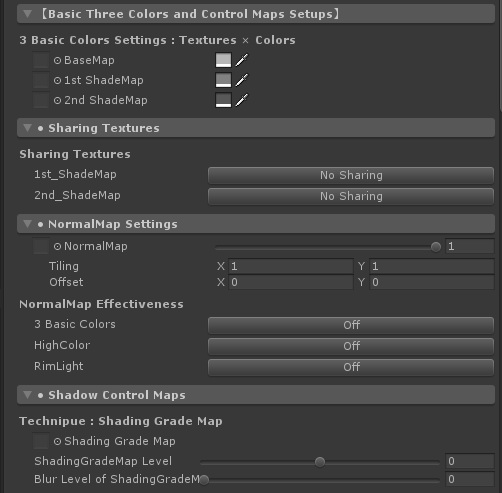 【Basic Three Colors and Control Maps Setups】
3 Basic Colors Settings : Textures × Colors
BaseMap
1st ShadeMap
2nd ShadeMap
● Sharing Textures
Sharing Textures
1st_ShadeMap No Sharing
2nd_ShadeMap No Sharing
● NormalMap Settings
NormalMap 1
Tiling X 1 Y 1
Offset X 0 Y 0
NormalMap Effectiveness
3 Basic Colors Off
HighColor Off
RimLight Off
● Shadow Control Maps
Technipue : Shading Grade Map
Shading Grade Map
ShadingGradeMap Level 0
Blur Level of ShadingGradeM 0